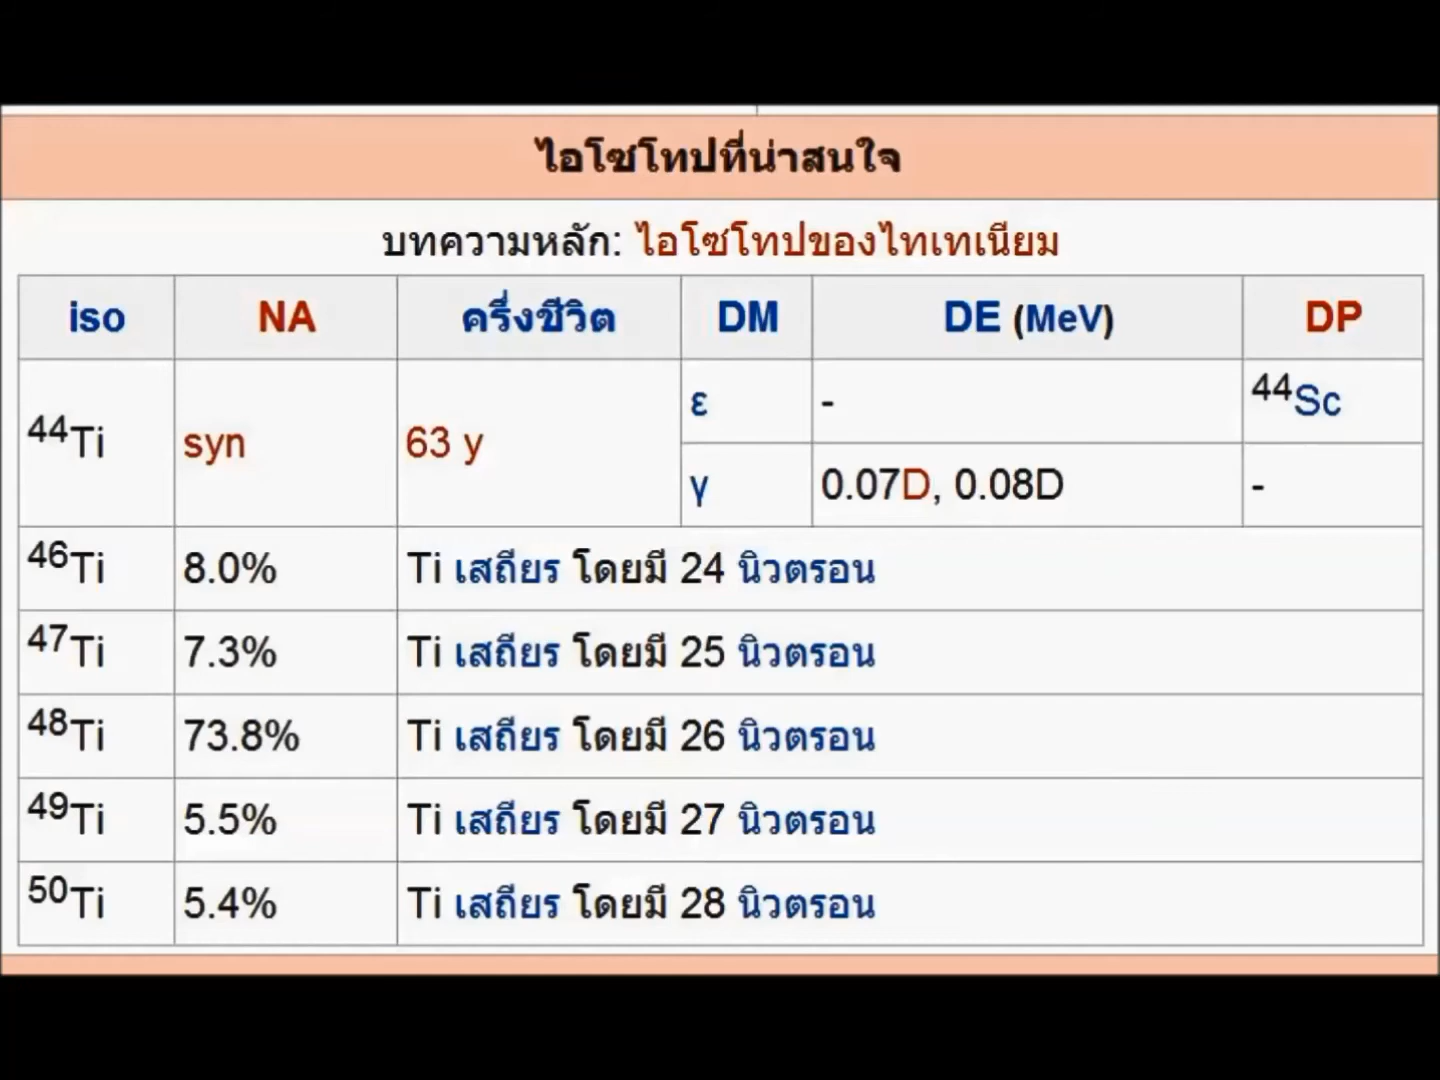 ไอโซโทปที่น่าสนใจ
บทความหลัก: ไอโซโทปของไทเทเนียม
iso NA ครึ่งชีวิต DM DE (MeV) DP
⁴⁴Ti syn 63 y ε - ⁴⁴Sc
γ 0.07D, 0.08D -
⁴⁶Ti 8.0% Ti เสถียร โดยมี 24 นิวตรอน
⁴⁷Ti 7.3% Ti เสถียร โดยมี 25 นิวตรอน
⁴⁸Ti 73.8% Ti เสถียร โดยมี 26 นิวตรอน
⁴⁹Ti 5.5% Ti เสถียร โดยมี 27 นิวตรอน
⁵⁰Ti 5.4% Ti เสถียร โดยมี 28 นิวตรอน